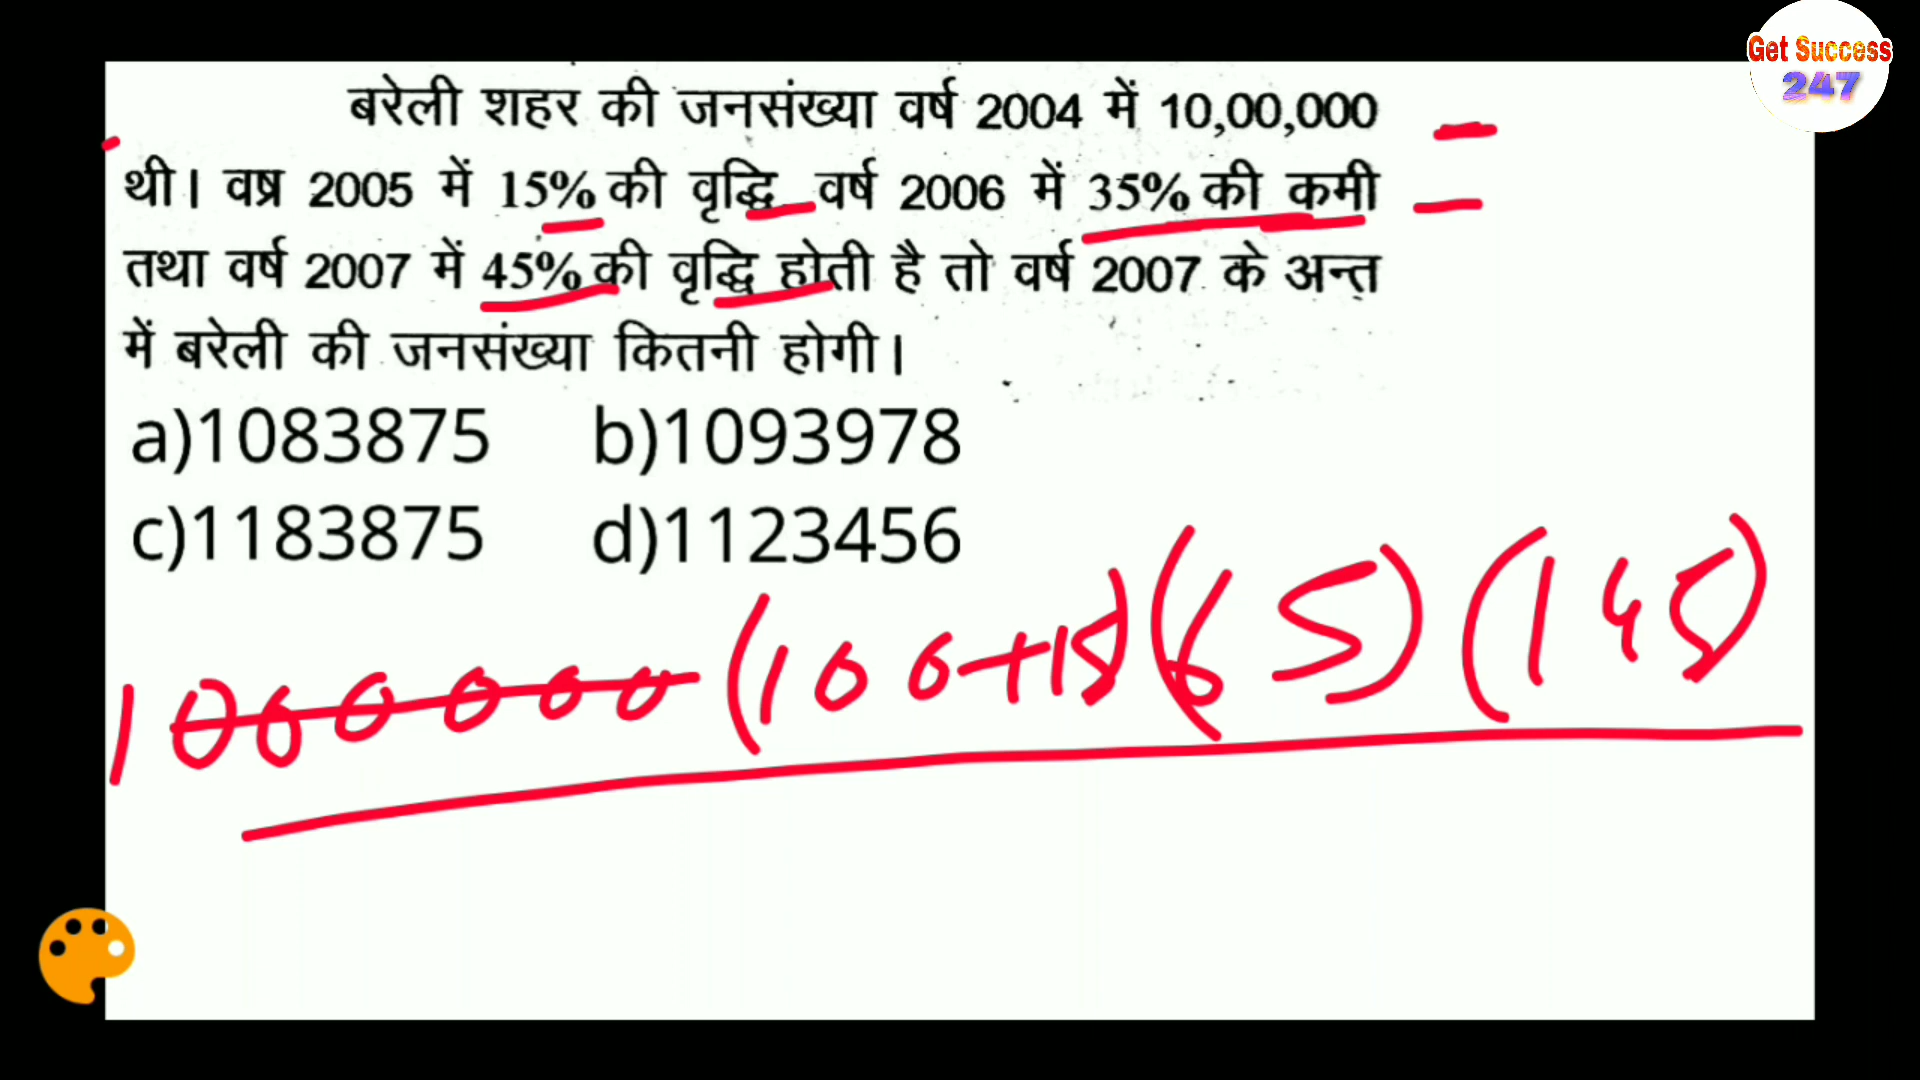 Get Success
247
बरेली शहर की जनसंख्या वर्ष 2004 में 10,00,000
थी। वष्र 2005 में 15% की वृद्धि वर्ष 2006 में 35% की कमी
तथा वर्ष 2007 में 45% की वृद्धि होती है तो वर्ष 2007 के अन्त
में बरेली की जनसंख्या कितनी होगी।
a)1083875 b)1093978
c)1183875 d)1123456
1000000 (100+15) (65) (145)